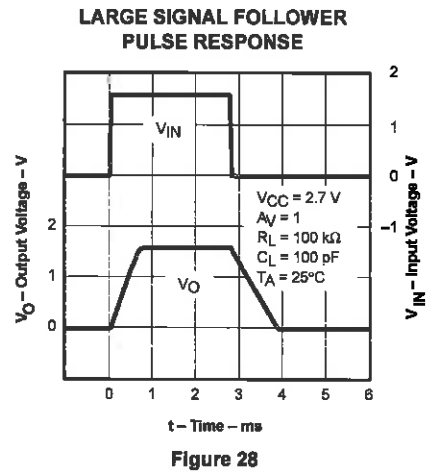 LARGE SIGNAL FOLLOWER
PULSE RESPONSE
2
1
0
−1
VIN – Input Voltage – V
VIN
VCC = 2.7 V
AV = 1
RL = 100 kΩ
CL = 100 pF
TA = 25°C
VO – Output Voltage – V
2
1
0
VO
0 1 2 3 4 5 6
t – Time – ms
Figure 28